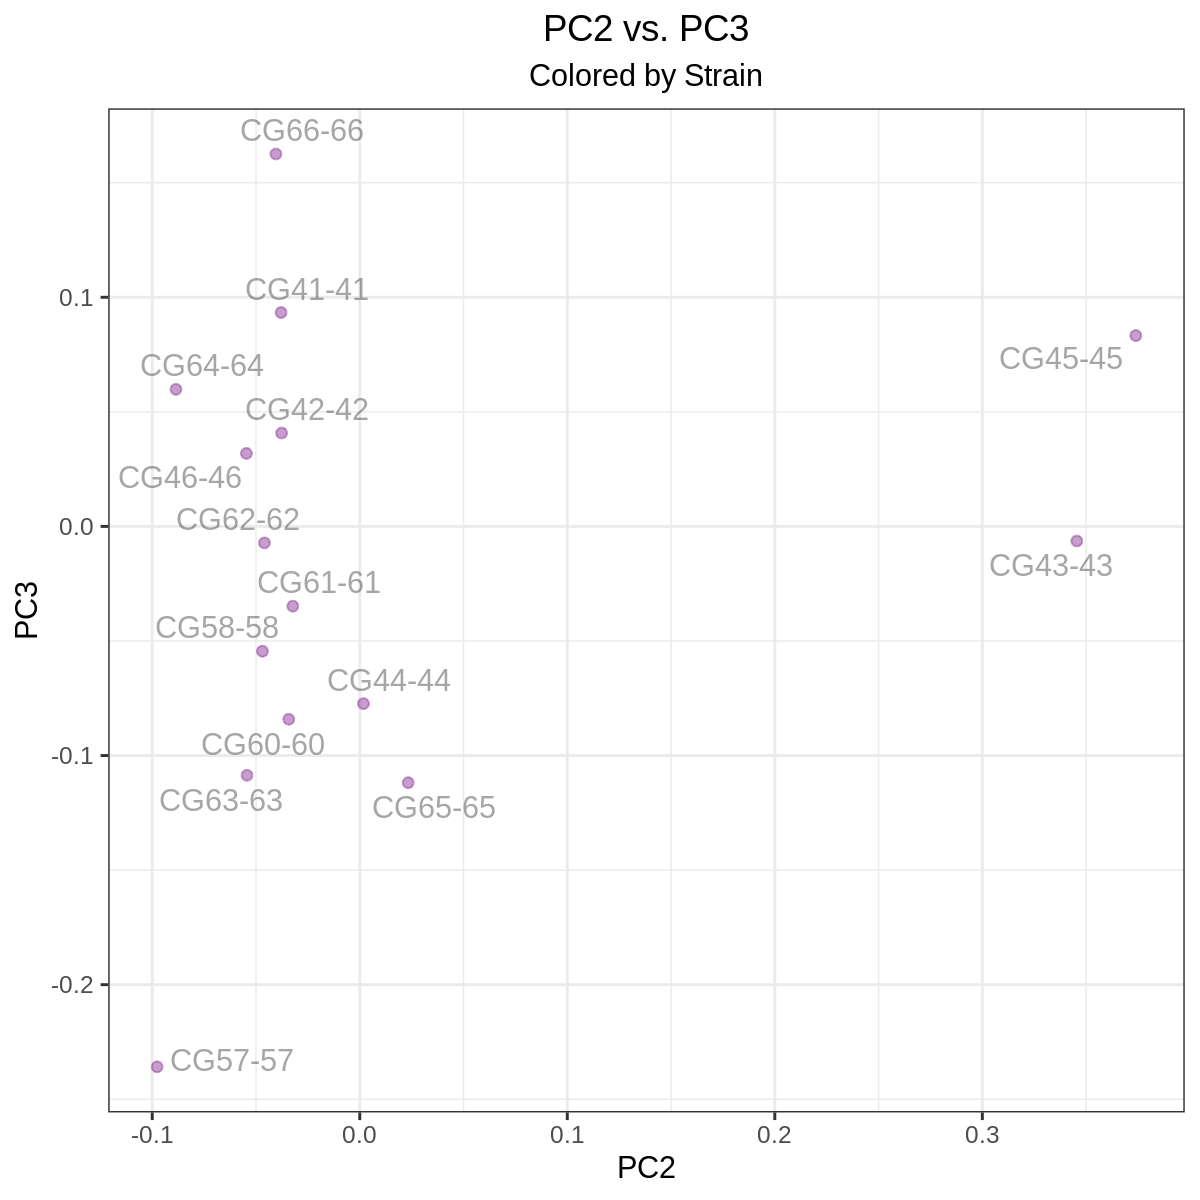 PC2 vs. PC3
Colored by Strain
CG66-66
CG41-41
0.1
CG45-45
CG64-64
CG42-42
CG46-46
CG62-62
0.0
CG43-43
CG61-61
CG58-58
PC3
CG44-44
CG60-60
-0.1
CG63-63
CG65-65
-0.2
CG57-57
-0.1
0.0
0.1
0.2
0.3
PC2